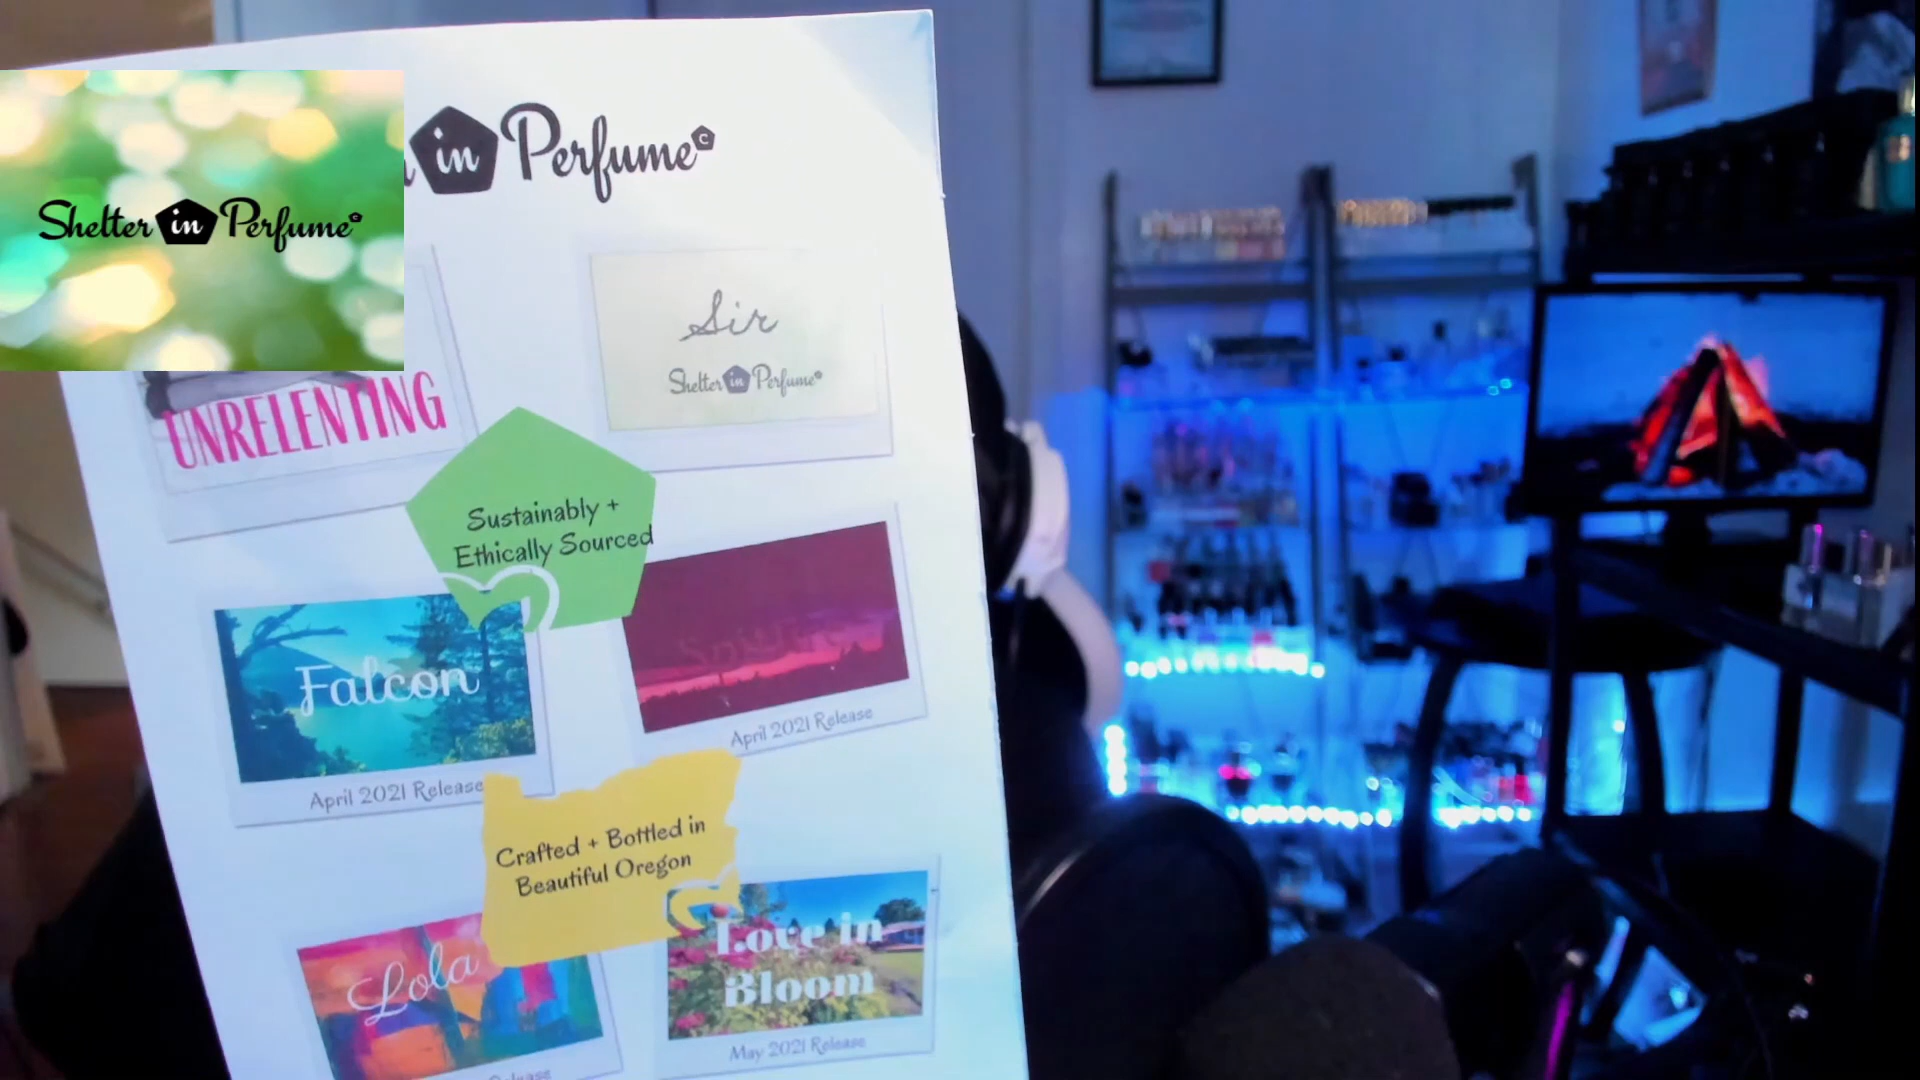 in Perfume c
Shelter in Perfume c
Sir
Shelter in Perfume
UNRELENTING
Sustainably +
Ethically Sourced
Falcon
April 2021 Release
April 2021 Release
Crafted + Bottled in
Beautiful Oregon
Lola
Love in
Bloom
Release
May 2021 Release